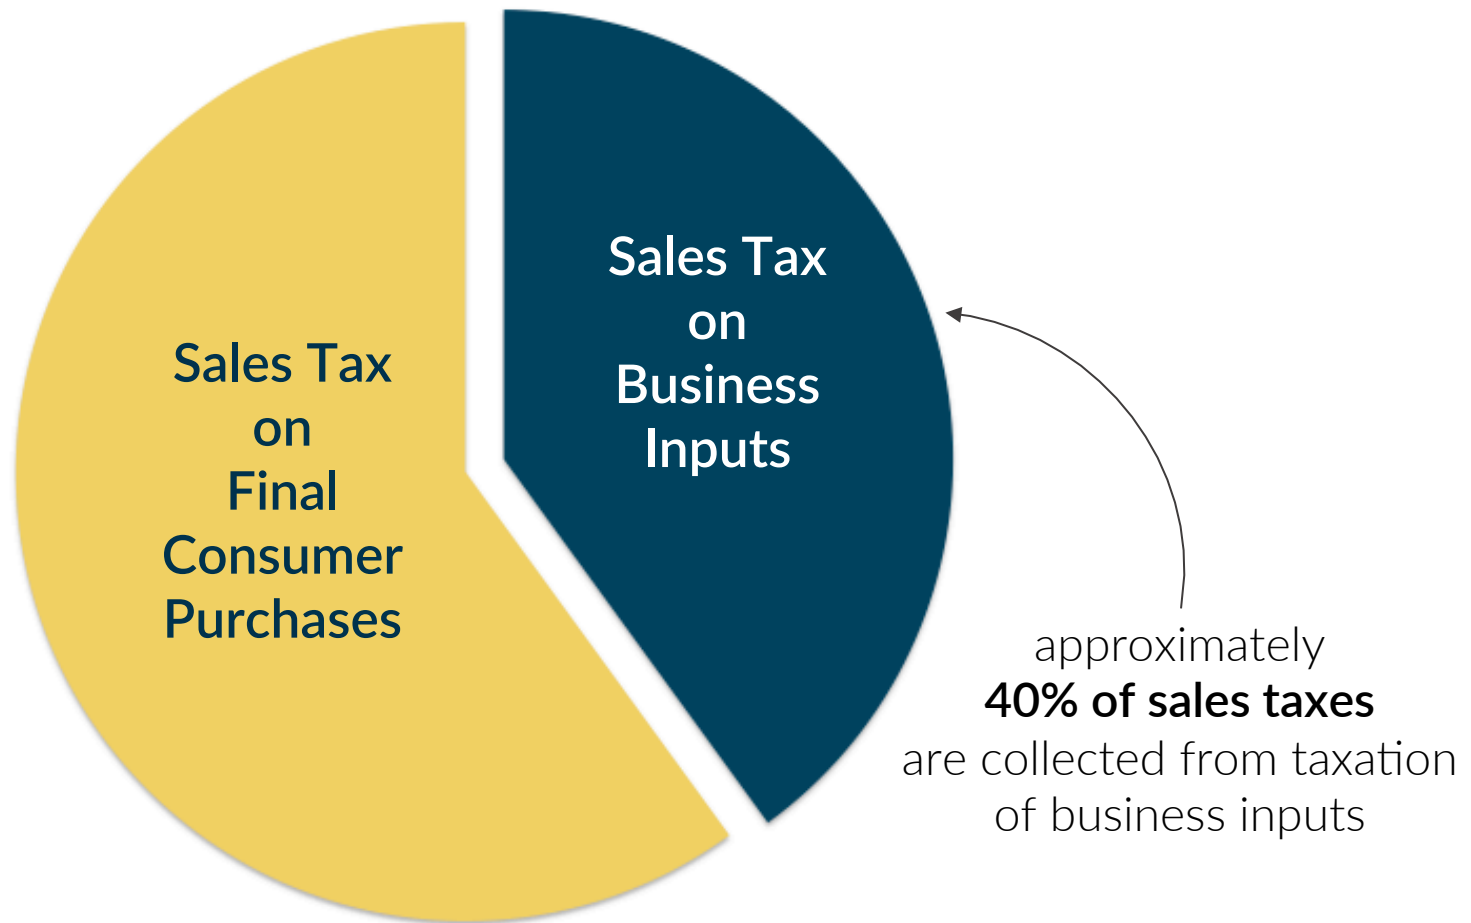 Sales Tax
on
Final
Consumer
Purchases
Sales Tax
on
Business
Inputs
approximately
40% of sales taxes
are collected from taxation
of business inputs